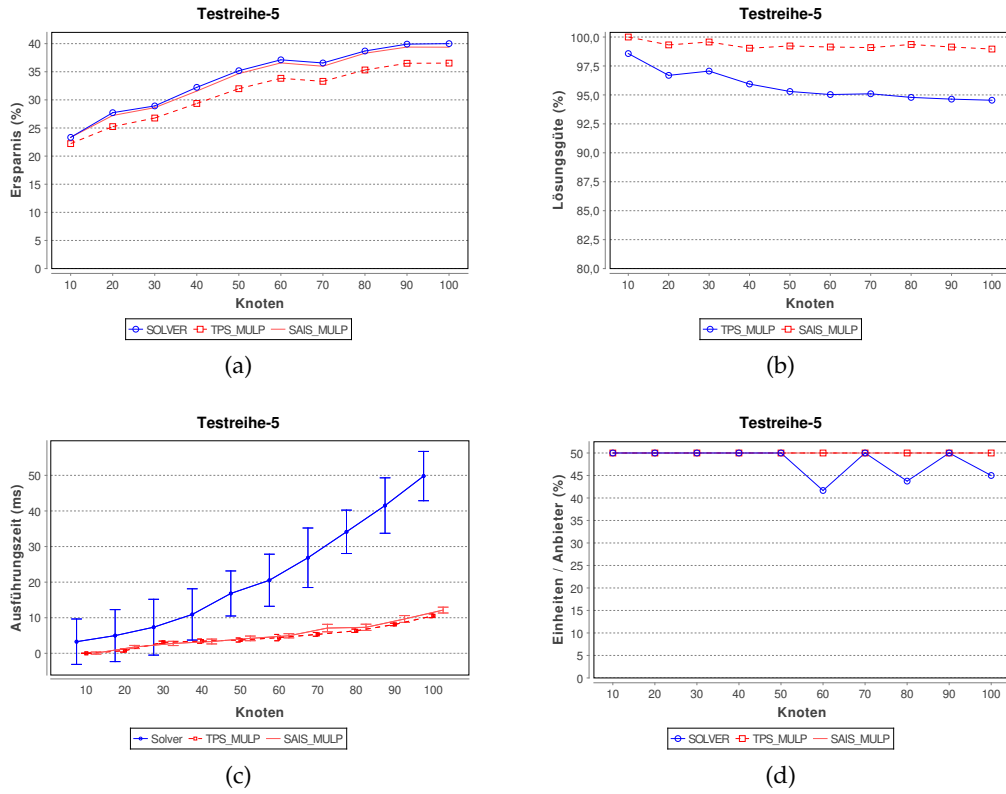 Testreihe-5
Ersparnis (%)
40
35
30
25
20
15
10
5
0
10 20 30 40 50 60 70 80 90 100
Knoten
SOLVER TPS_MULP SAIS_MULP
(a)
Testreihe-5
Lösungsgüte (%)
100,0
97,5
95,0
92,5
90,0
87,5
85,0
82,5
80,0
10 20 30 40 50 60 70 80 90 100
Knoten
TPS_MULP SAIS_MULP
(b)
Testreihe-5
Ausführungszeit (ms)
50
40
30
20
10
0
10 20 30 40 50 60 70 80 90 100
Knoten
Solver TPS_MULP SAIS_MULP
(c)
Testreihe-5
Einheiten / Anbieter (%)
50
45
40
35
30
25
20
15
10
5
0
10 20 30 40 50 60 70 80 90 100
Knoten
SOLVER TPS_MULP SAIS_MULP
(d)